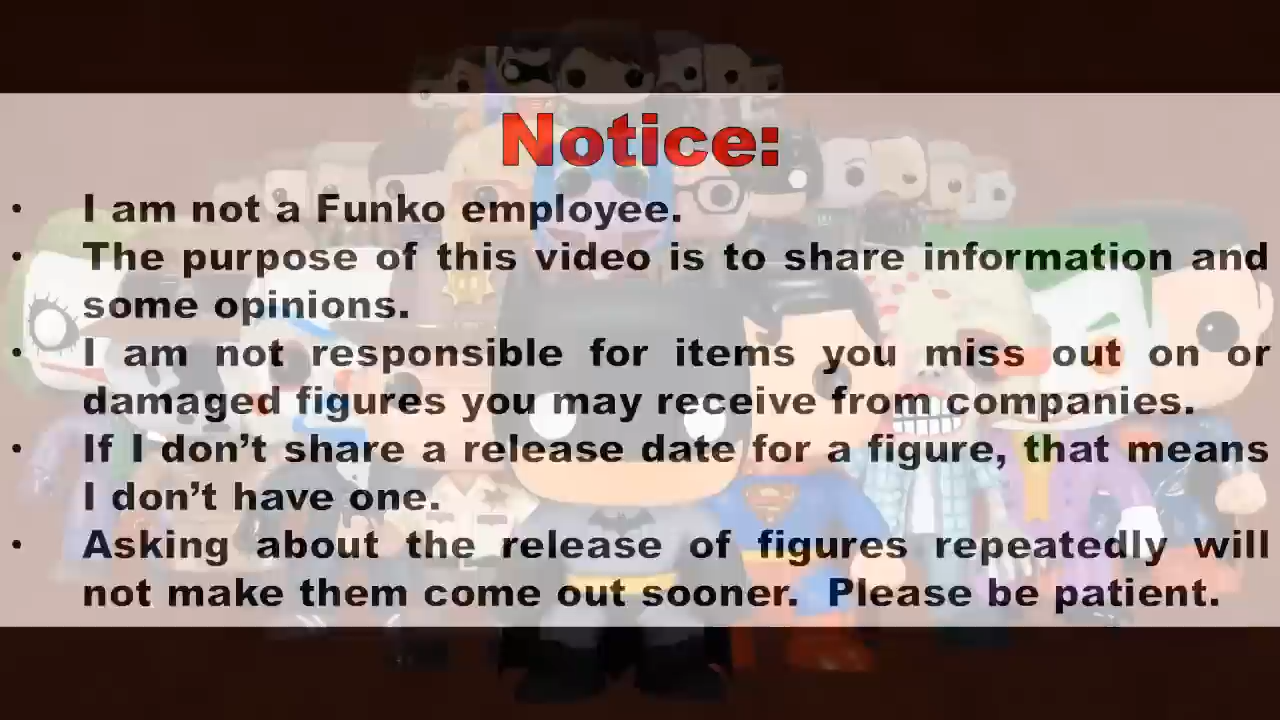 Notice:
• I am not a Funko employee.
• The purpose of this video is to share information and
some opinions.
• I am not responsible for items you miss out on or
damaged figures you may receive from companies.
• If I don’t share a release date for a figure, that means
I don’t have one.
• Asking about the release of figures repeatedly will
not make them come out sooner.  Please be patient.